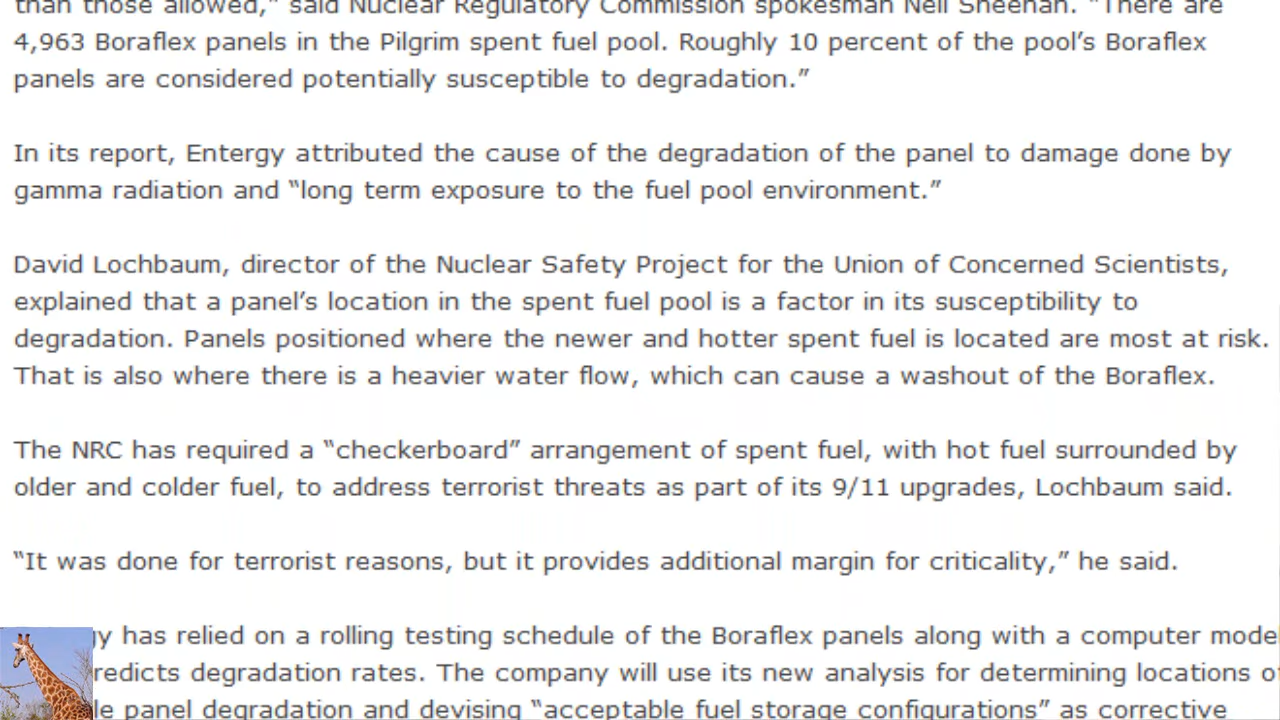 than those allowed,” said Nuclear Regulatory Commission spokesman Neil Sheehan. “There are
4,963 Boraflex panels in the Pilgrim spent fuel pool. Roughly 10 percent of the pool’s Boraflex
panels are considered potentially susceptible to degradation.”
In its report, Entergy attributed the cause of the degradation of the panel to damage done by
gamma radiation and “long term exposure to the fuel pool environment.”
David Lochbaum, director of the Nuclear Safety Project for the Union of Concerned Scientists,
explained that a panel’s location in the spent fuel pool is a factor in its susceptibility to
degradation. Panels positioned where the newer and hotter spent fuel is located are most at risk.
That is also where there is a heavier water flow, which can cause a washout of the Boraflex.
The NRC has required a “checkerboard” arrangement of spent fuel, with hot fuel surrounded by
older and colder fuel, to address terrorist threats as part of its 9/11 upgrades, Lochbaum said.
“It was done for terrorist reasons, but it provides additional margin for criticality,” he said.
gy has relied on a rolling testing schedule of the Boraflex panels along with a computer model
redicts degradation rates. The company will use its new analysis for determining locations of
le panel degradation and devising “acceptable fuel storage configurations” as corrective